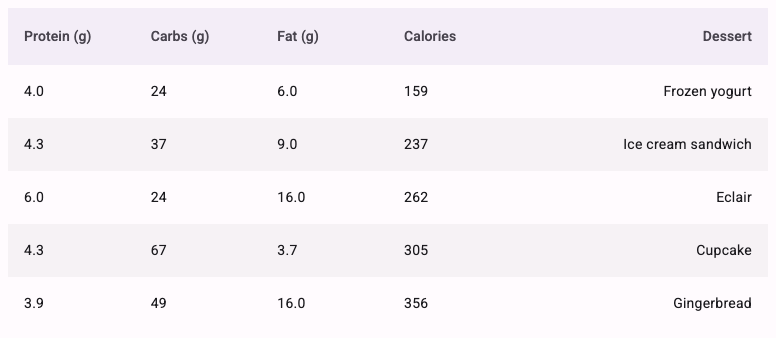 Protein (g) Carbs (g) Fat (g) Calories Dessert
4.0 24 6.0 159 Frozen yogurt
4.3 37 9.0 237 Ice cream sandwich
6.0 24 16.0 262 Eclair
4.3 67 3.7 305 Cupcake
3.9 49 16.0 356 Gingerbread